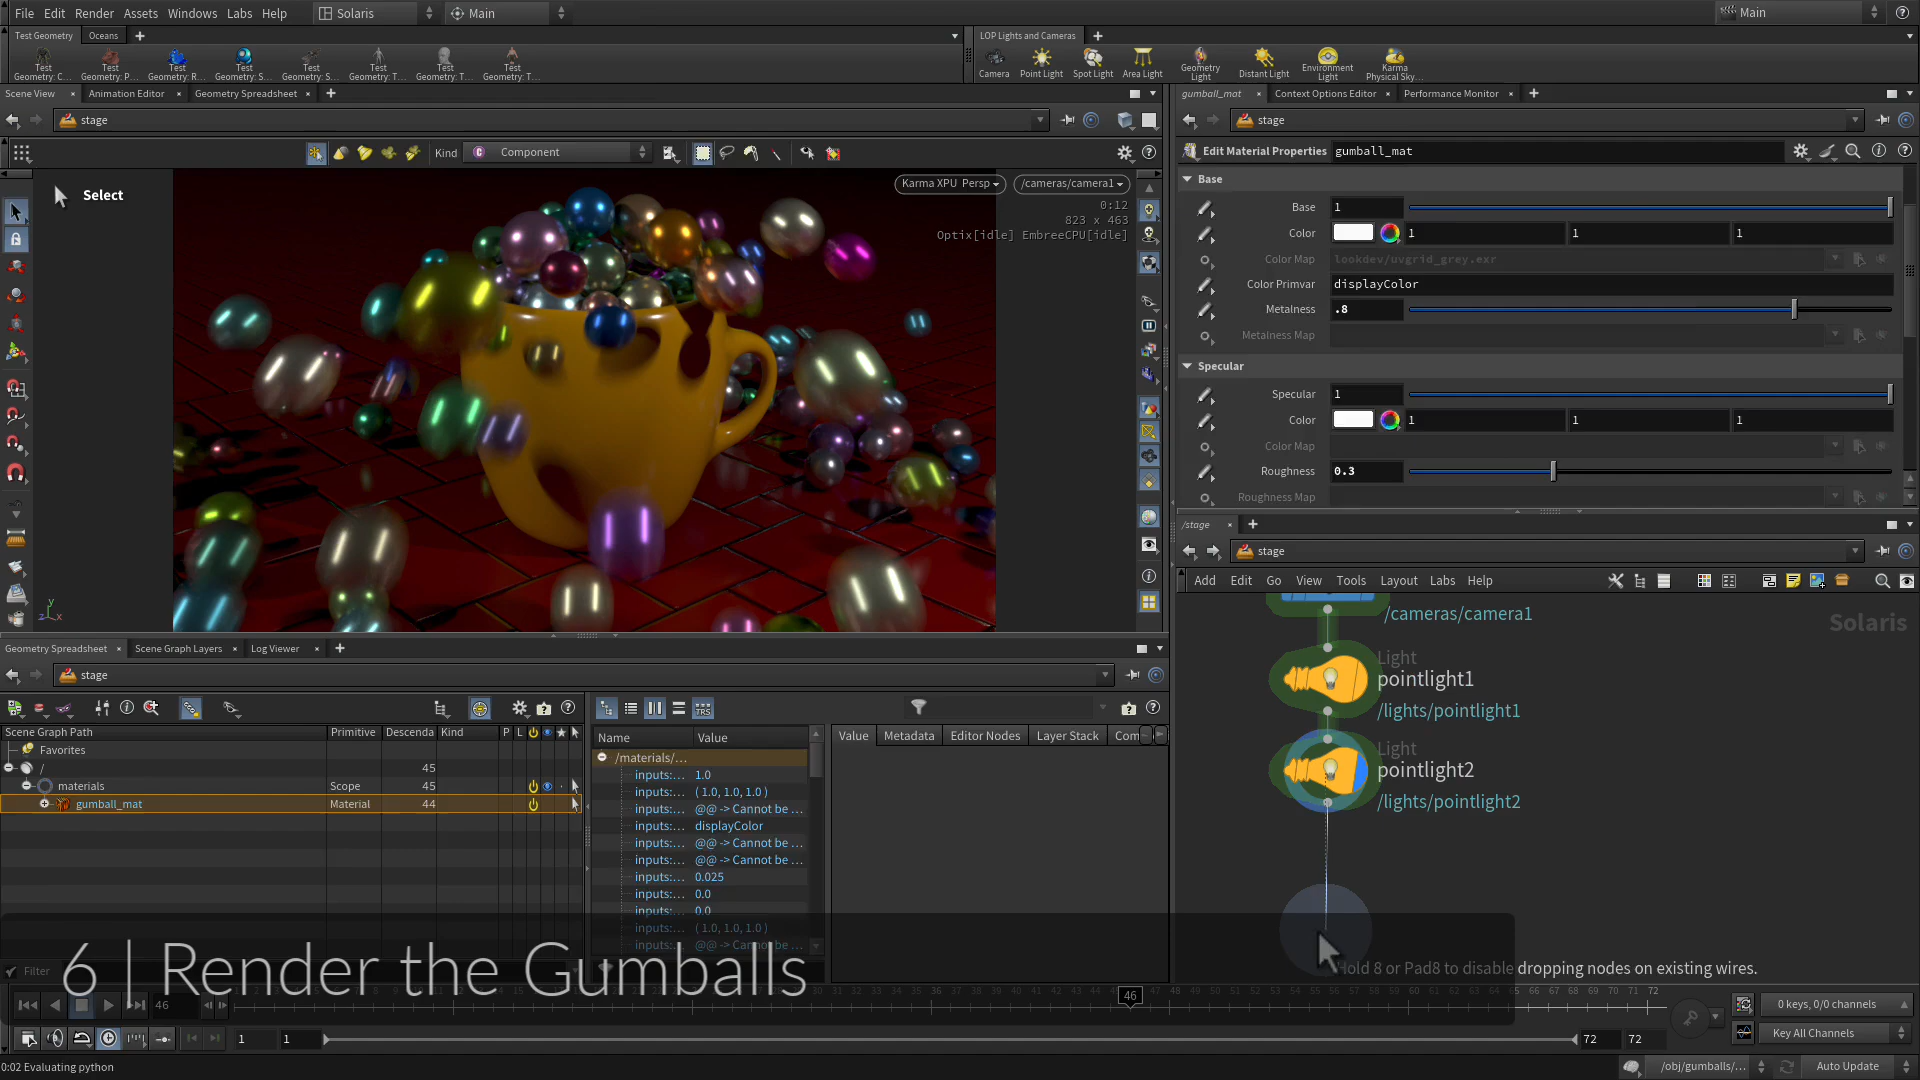 File Edit Render Assets Windows Labs Help Solaris Main Main
Test Geometry Oceans LOP Lights and Cameras
Test Geometry: C... Test Geometry: P... Test Geometry: R... Test Geometry: S... Test Geometry: S... Test Geometry: T... Test Geometry: T... Test Geometry: T...
Camera Point Light Spot Light Area Light Geometry Light Distant Light Environment Light Karma Physical Sky...
Scene View Animation Editor Geometry Spreadsheet
gumball_mat Context Options Editor Performance Monitor
stage
stage
Kind Component
Edit Material Properties gumball_mat
Select
Karma XPU Persp /cameras/camera1
0:12
823 x 463
Optix[idle] EmbreeCPU[idle]
Base
Base 1
Color 1 1 1
Color Map lookdev/uvgrid_grey.exr
Color Primvar displayColor
Metalness .8
Metalness Map
Specular
Specular 1
Color 1 1 1
Color Map
Roughness 0.3
Roughness Map
y
z x
/stage
stage
Add Edit Go View Tools Layout Labs Help
/cameras/camera1
Solaris
Light
pointlight1
/lights/pointlight1
Light
pointlight2
/lights/pointlight2
Hold 8 or Pad8 to disable dropping nodes on existing wires.
Geometry Spreadsheet Scene Graph Layers Log Viewer
stage
Scene Graph Path Primitive Descenda Kind P L
Favorites
/ 45
materials Scope 45
gumball_mat Material 44
Name Value
/materials/...
inputs:... 1.0
inputs:... ( 1.0, 1.0, 1.0 )
inputs:... @@ -> Cannot be ...
inputs:... displayColor
inputs:... @@ -> Cannot be ...
inputs:... @@ -> Cannot be ...
inputs:... 0.025
inputs:... 0.0
inputs:... 0.0
inputs:... ( 1.0, 1.0, 1.0 )
inputs:... @@ -> Cannot be ...
Value Metadata Editor Nodes Layer Stack Com
Filter
6 | Render the Gumballs
46
46
72
0 keys, 0/0 channels
1 1 72 72
Key All Channels
0:02 Evaluating python
/obj/gumballs/... Auto Update